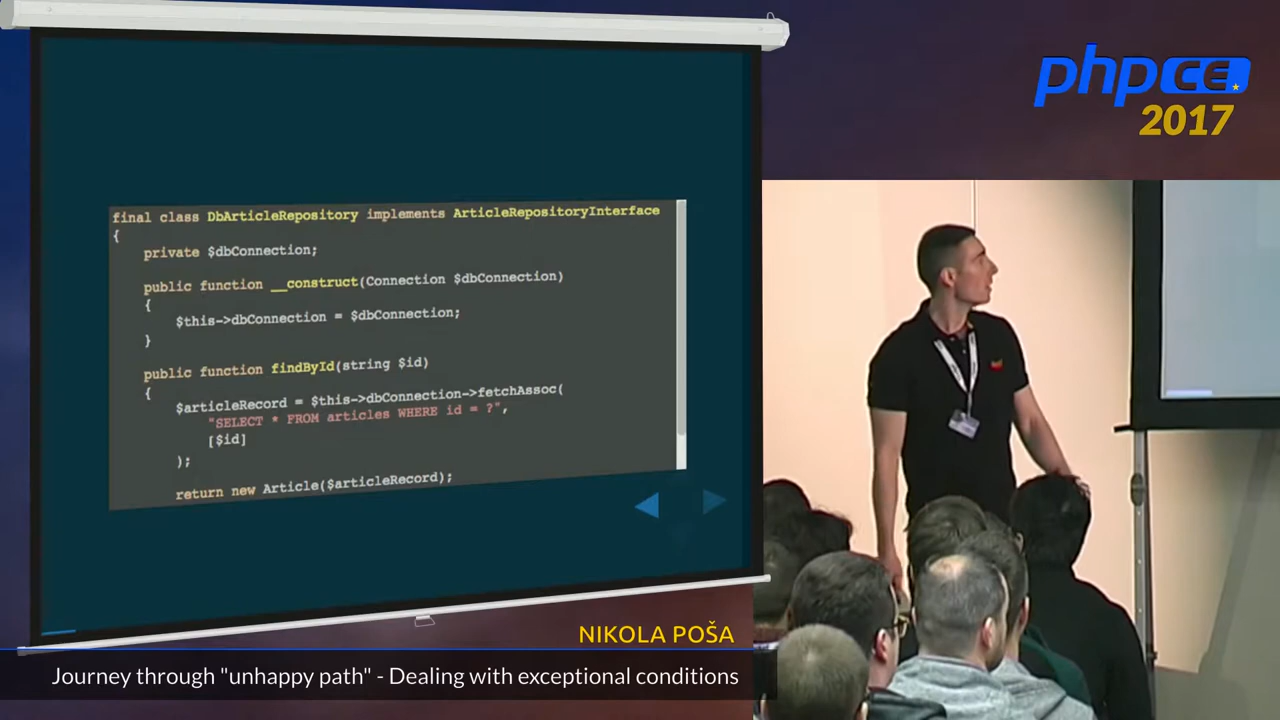 phpCE
2017
final class DbArticleRepository implements ArticleRepositoryInterface
{
private $dbConnection;
public function __construct(Connection $dbConnection)
{
$this->dbConnection = $dbConnection;
}
public function findById(string $id)
{
$articleRecord = $this->dbConnection->fetchAssoc(
"SELECT * FROM articles WHERE id = ?",
[$id]
);
return new Article($articleRecord);
NIKOLA POŠA
Journey through "unhappy path" - Dealing with exceptional conditions